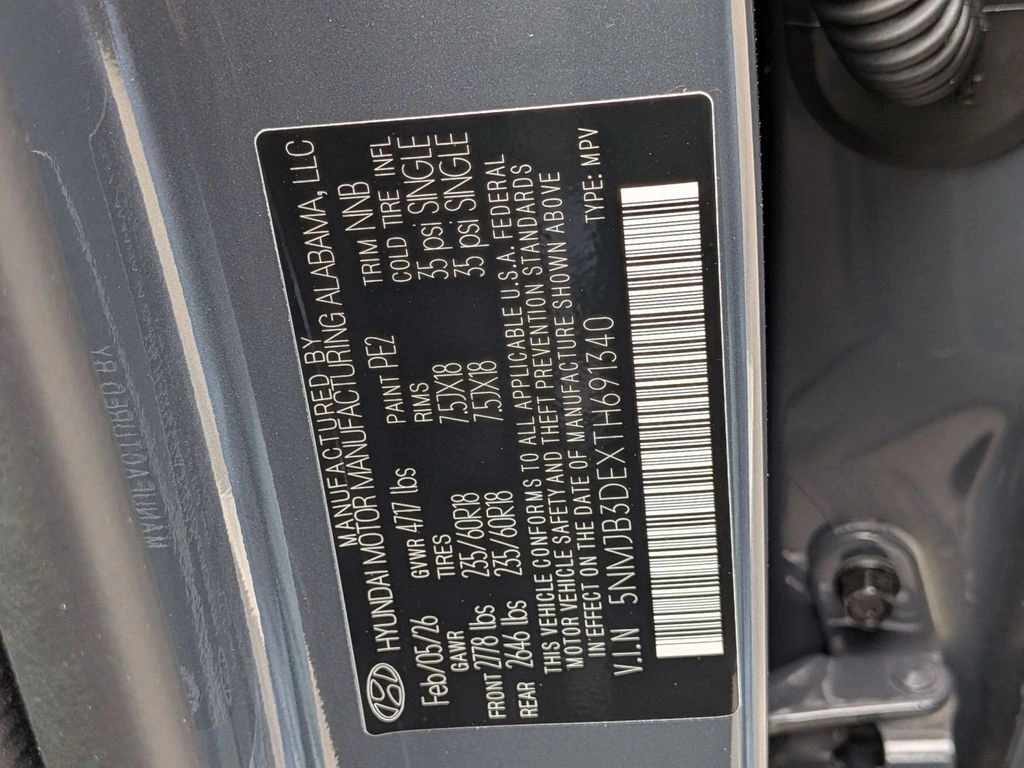 MANUFACTURED BY
HYUNDAI MOTOR MANUFACTURING ALABAMA, LLC
Feb/05/26 GVWR 4717 lbs PAINT PE2 TRIM NNB
GAWR TIRES RIMS COLD TIRE INFL
FRONT 2778 lbs 235/60R18 7.5JX18 35 psi SINGLE
REAR 2646 lbs 235/60R18 7.5JX18 35 psi SINGLE
THIS VEHICLE CONFORMS TO ALL APPLICABLE U.S.A. FEDERAL
MOTOR VEHICLE SAFETY AND THEFT PREVENTION STANDARDS
IN EFFECT ON THE DATE OF MANUFACTURE SHOWN ABOVE
V.I.N 5NMJB3DEXTH691340 TYPE: MPV
MANUFACTURED BY